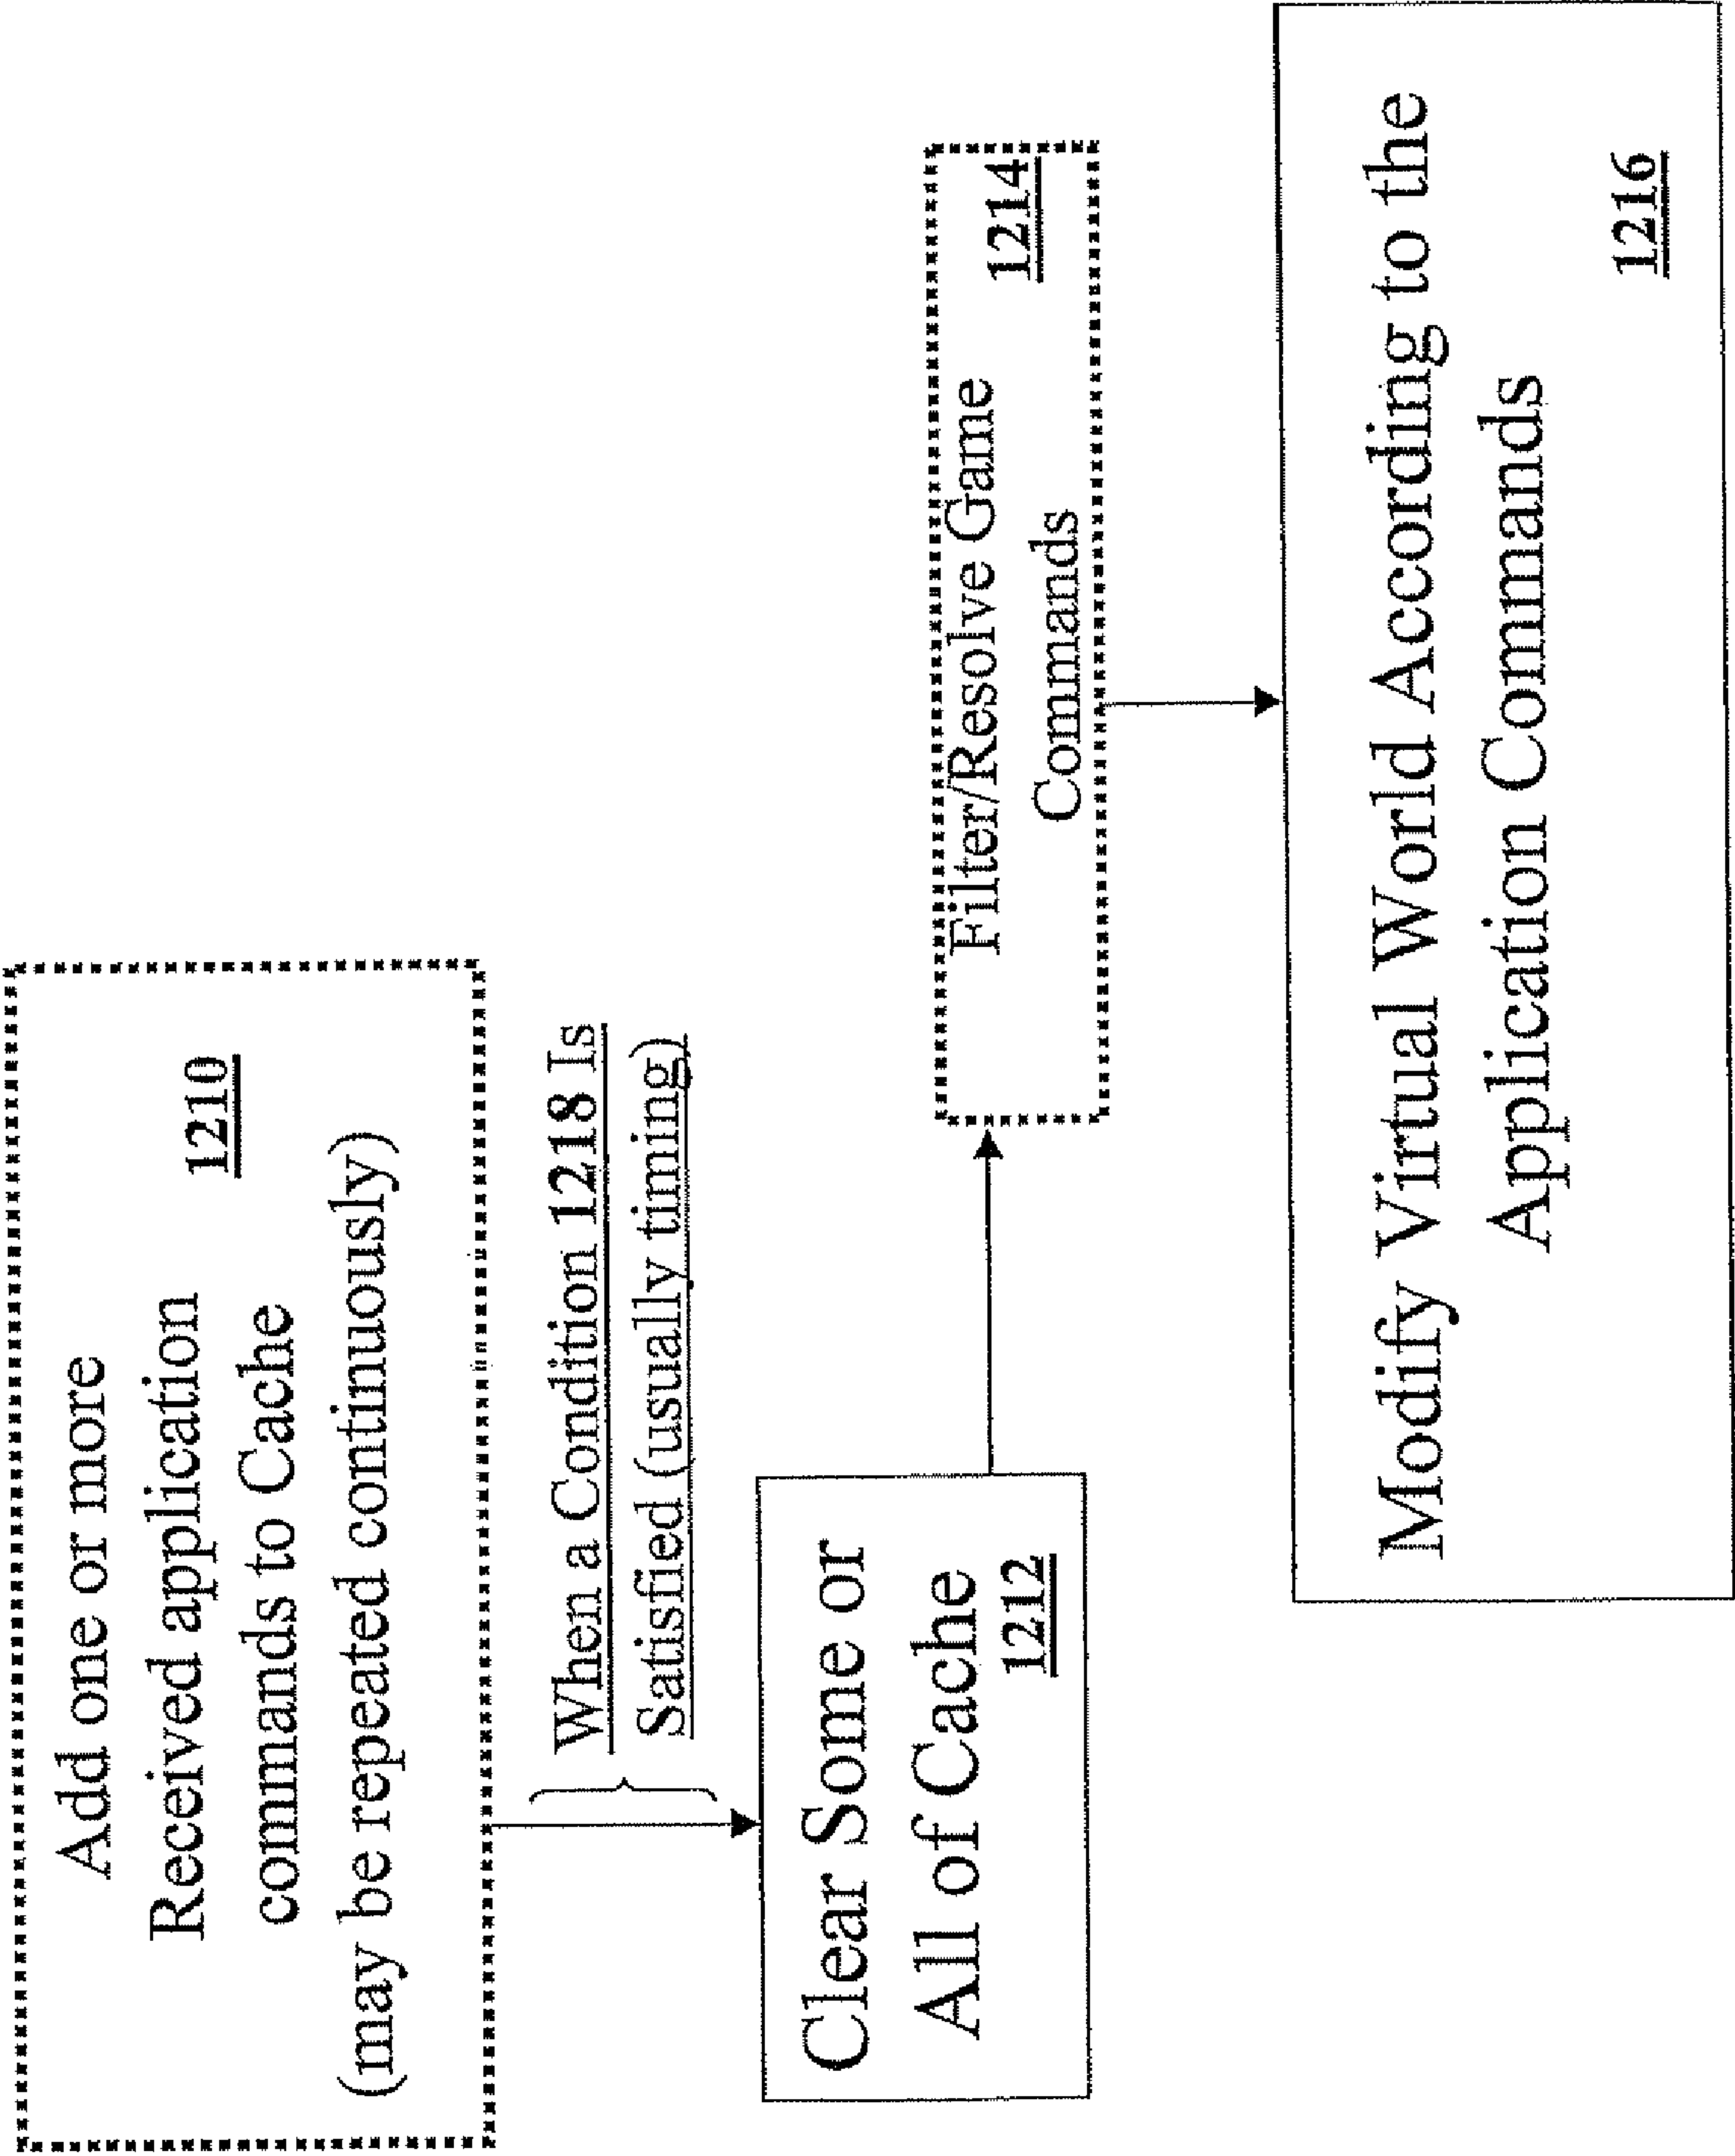 Add one or more
Received application
commands to Cache
1210
(may be repeated continuously)
When a Condition 1218 Is
Satisfied (usually timing)
Clear Some or
All of Cache
1212
Filter/Resolve Game
1214
Commands
Modify Virtual World According to the
Application Commands
1216